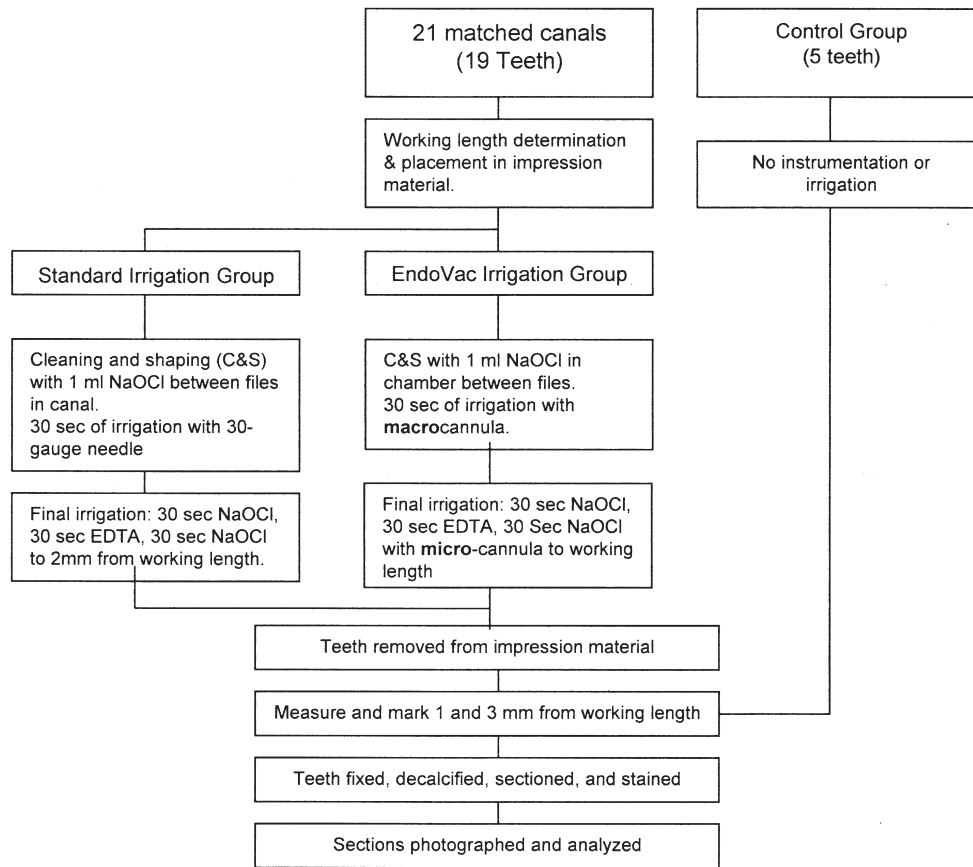 21 matched canals
(19 Teeth)
Control Group
(5 teeth)
Working length determination
& placement in impression
material.
No instrumentation or
irrigation
Standard Irrigation Group
EndoVac Irrigation Group
Cleaning and shaping (C&S)
with 1 ml NaOCl between files
in canal.
30 sec of irrigation with 30-
gauge needle
C&S with 1 ml NaOCl in
chamber between files.
30 sec of irrigation with
macrocannula.
Final irrigation: 30 sec NaOCl,
30 sec EDTA, 30 sec NaOCl
to 2mm from working length.
Final irrigation: 30 sec NaOCl,
30 sec EDTA, 30 Sec NaOCl
with micro-cannula to working
length
Teeth removed from impression material
Measure and mark 1 and 3 mm from working length
Teeth fixed, decalcified, sectioned, and stained
Sections photographed and analyzed